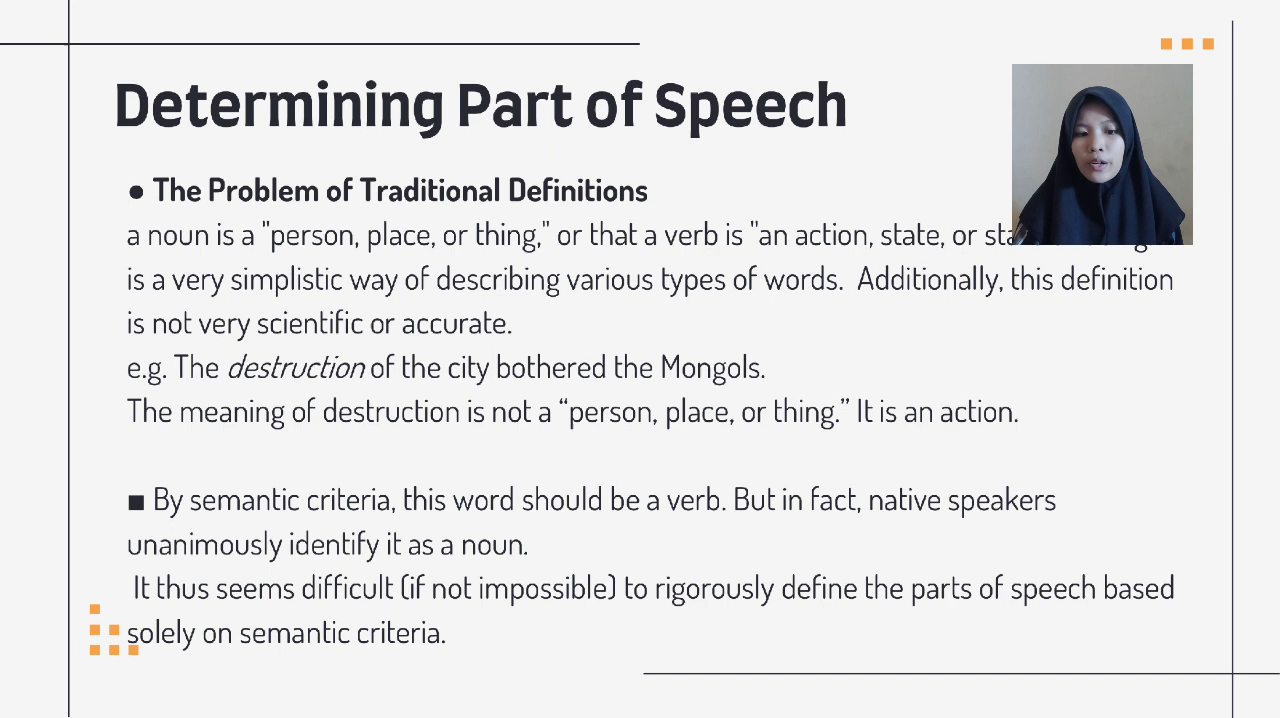 Determining Part of Speech
● The Problem of Traditional Definitions
a noun is a "person, place, or thing," or that a verb is "an action, state, or
is a very simplistic way of describing various types of words. Additionally, this definition
is not very scientific or accurate.
e.g. The destruction of the city bothered the Mongols.
The meaning of destruction is not a “person, place, or thing.” It is an action.
■ By semantic criteria, this word should be a verb. But in fact, native speakers
unanimously identify it as a noun.
It thus seems difficult (if not impossible) to rigorously define the parts of speech based
solely on semantic criteria.